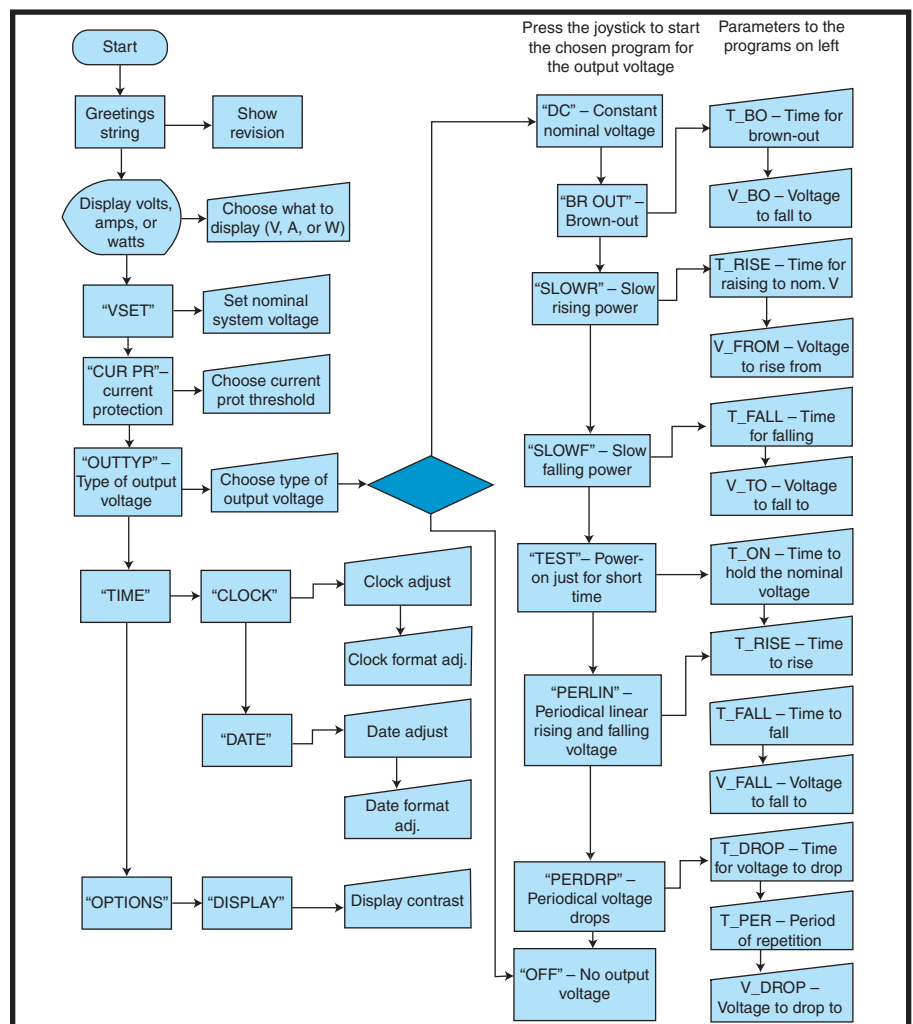 Start
Greetings
string
Show
revision
Display volts,
amps, or
watts
Choose what to
display (V, A, or W)
“VSET”
Set nominal
system voltage
“CUR PR”–
current
protection
Choose current
prot threshold
“OUTTYP” –
Type of output
voltage
Choose type of
output voltage
“TIME”
“CLOCK”
Clock adjust
Clock format adj.
“DATE”
Date adjust
Date format
adj.
“OPTIONS”
“DISPLAY”
Display contrast
Press the joystick to start
the chosen program for
the output voltage
Parameters to the
programs on left
“DC” – Constant
nominal voltage
“BR OUT” –
Brown-out
T_BO – Time for
brown-out
V_BO – Voltage
to fall to
“SLOWR” – Slow
rising power
T_RISE – Time for
raising to nom. V
V_FROM – Voltage
to rise from
“SLOWF” – Slow
falling power
T_FALL – Time
for falling
V_TO – Voltage
to fall to
“TEST” – Power-
on just for short
time
T_ON – Time to
hold the nominal
voltage
T_RISE – Time
to rise
“PERLIN” –
Periodical linear
rising and falling
voltage
T_FALL – Time to
fall
V_FALL – Voltage
to fall to
“PERDRP” –
Periodical voltage
drops
T_DROP – Time
for voltage to drop
T_PER – Period
of repetition
V_DROP –
Voltage to drop to
“OFF” – No output
voltage